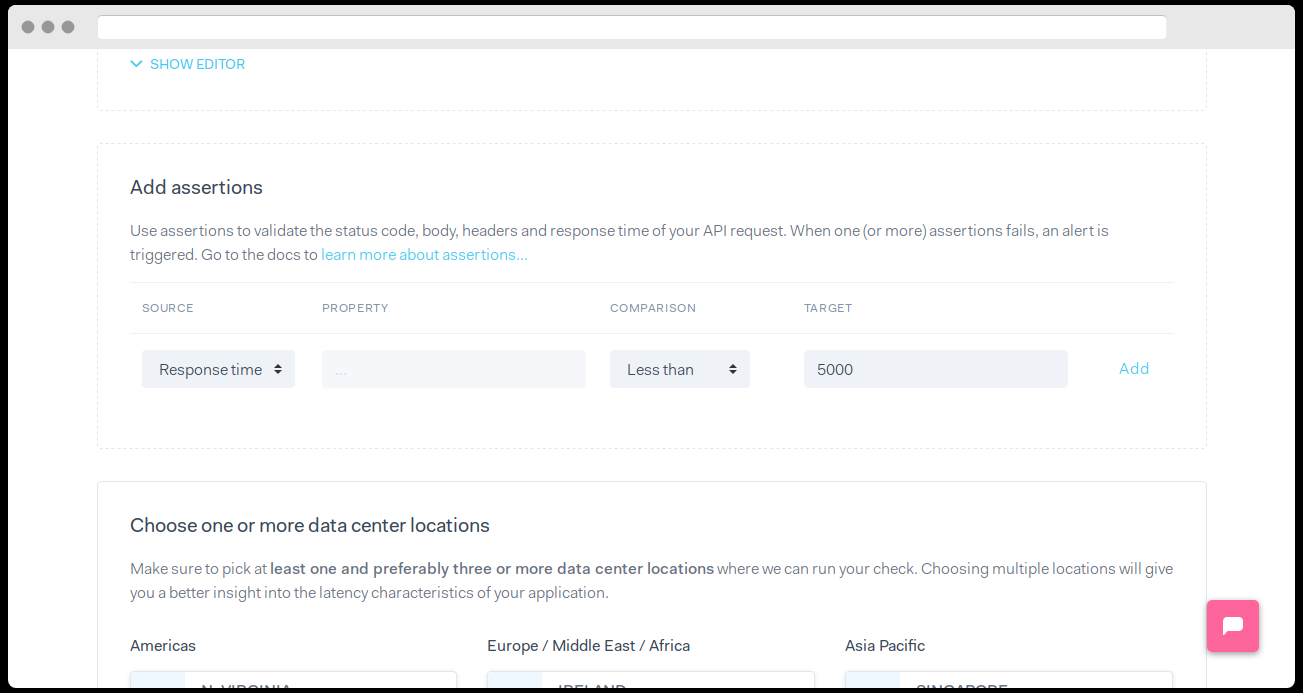 SHOW EDITOR
Add assertions
Use assertions to validate the status code, body, headers and response time of your API request. When one (or more) assertions fails, an alert is
triggered. Go to the docs to learn more about assertions...
SOURCE PROPERTY COMPARISON TARGET
Response time ... Less than 5000 Add
Choose one or more data center locations
Make sure to pick at least one and preferably three or more data center locations where we can run your check. Choosing multiple locations will give
you a better insight into the latency characteristics of your application.
Americas Europe / Middle East / Africa Asia Pacific
N. VIRGINIA IRELAND SINGAPORE